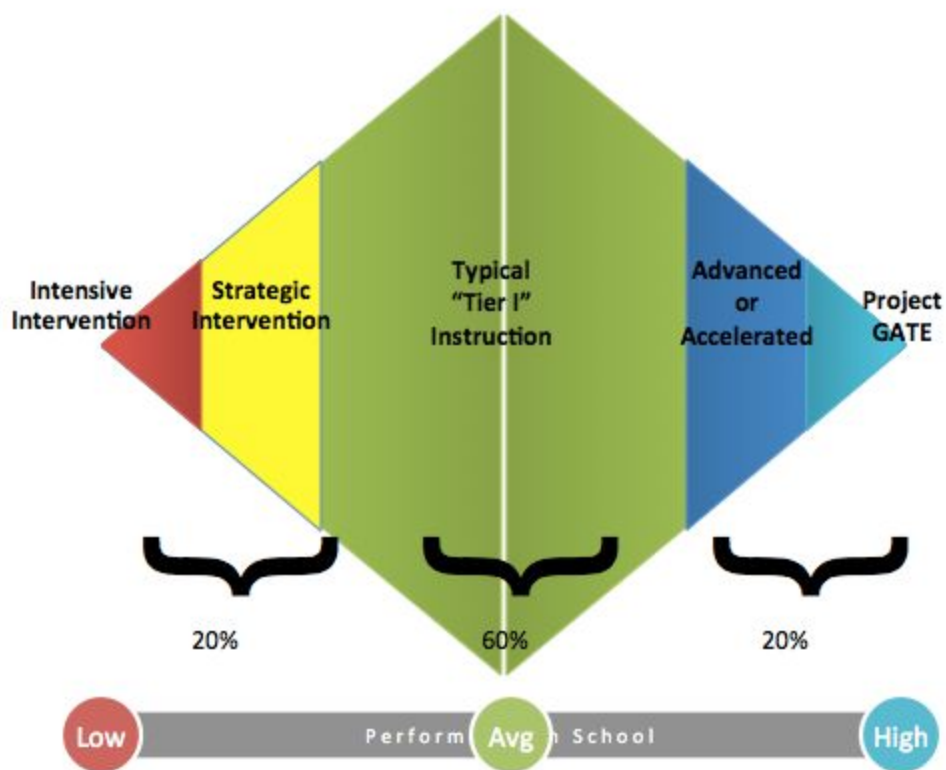 Intensive
Intervention
Strategic
Intervention
Typical
“Tier I”
Instruction
Advanced
or
Accelerated
Project
GATE
20%
60%
20%
Low
Perform
Avg
School
High